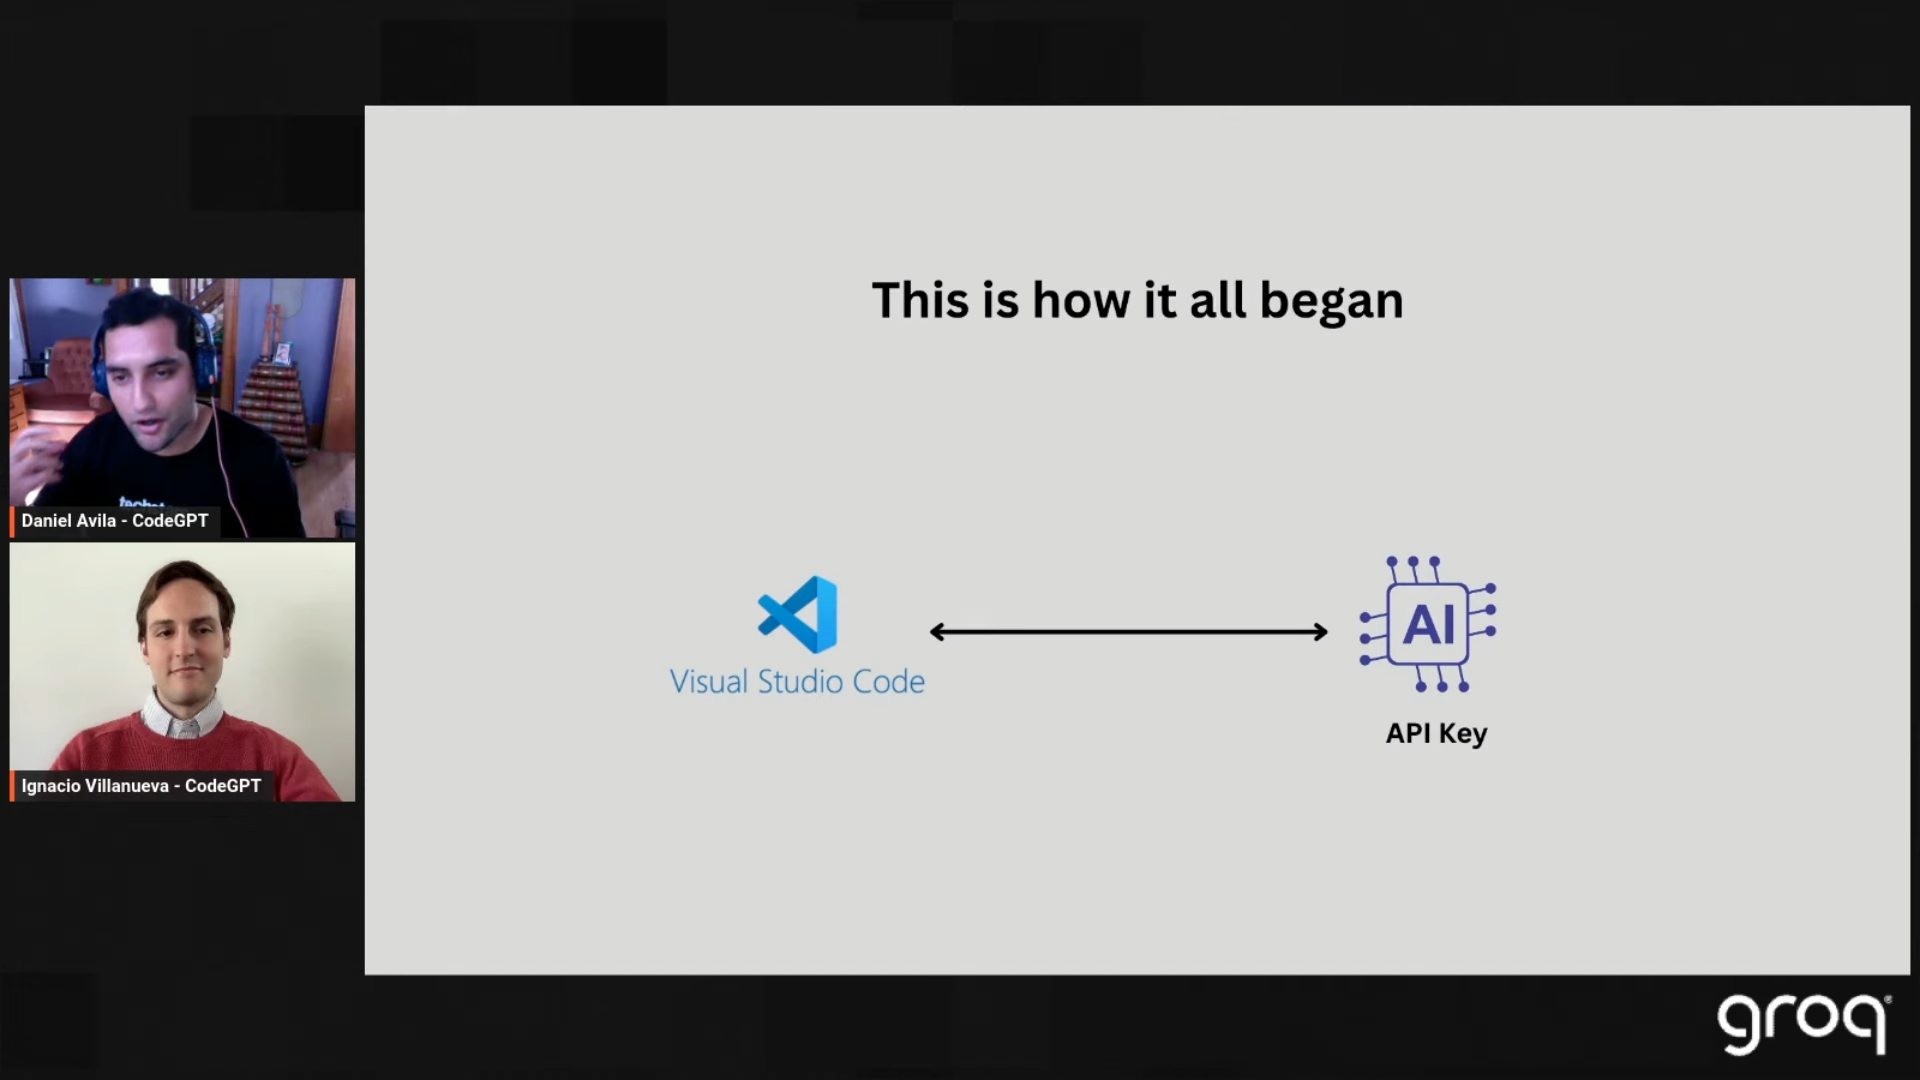 This is how it all began
Visual Studio Code
AI
API Key
Daniel Avila - CodeGPT
Ignacio Villanueva - CodeGPT
groq